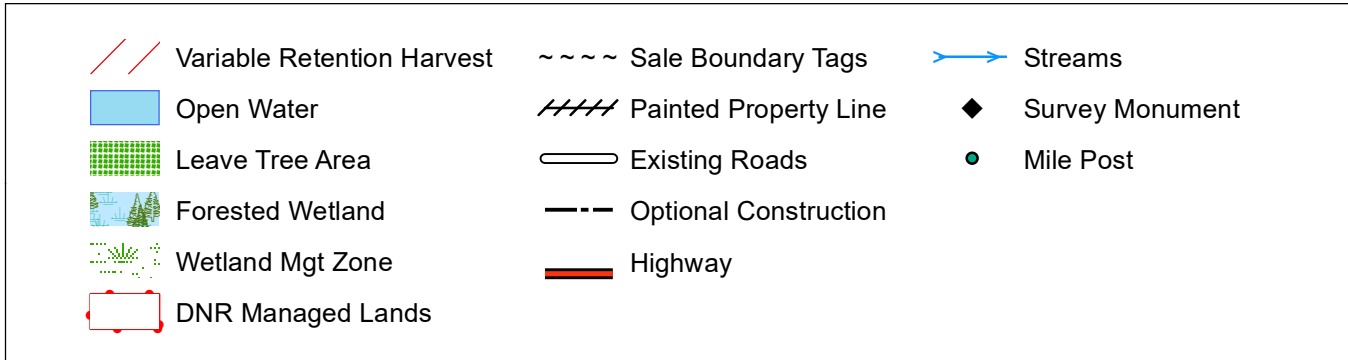 Variable Retention Harvest
Open Water
Leave Tree Area
Forested Wetland
Wetland Mgt Zone
DNR Managed Lands
Sale Boundary Tags
Painted Property Line
Existing Roads
Optional Construction
Highway
Streams
Survey Monument
Mile Post